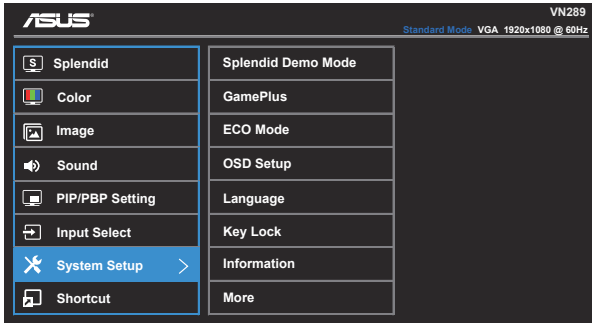 ASUS
VN289
Standard Mode VGA 1920x1080 @ 60Hz
S Splendid
Color
Image
Sound
PIP/PBP Setting
Input Select
System Setup >
Shortcut
Splendid Demo Mode
GamePlus
ECO Mode
OSD Setup
Language
Key Lock
Information
More